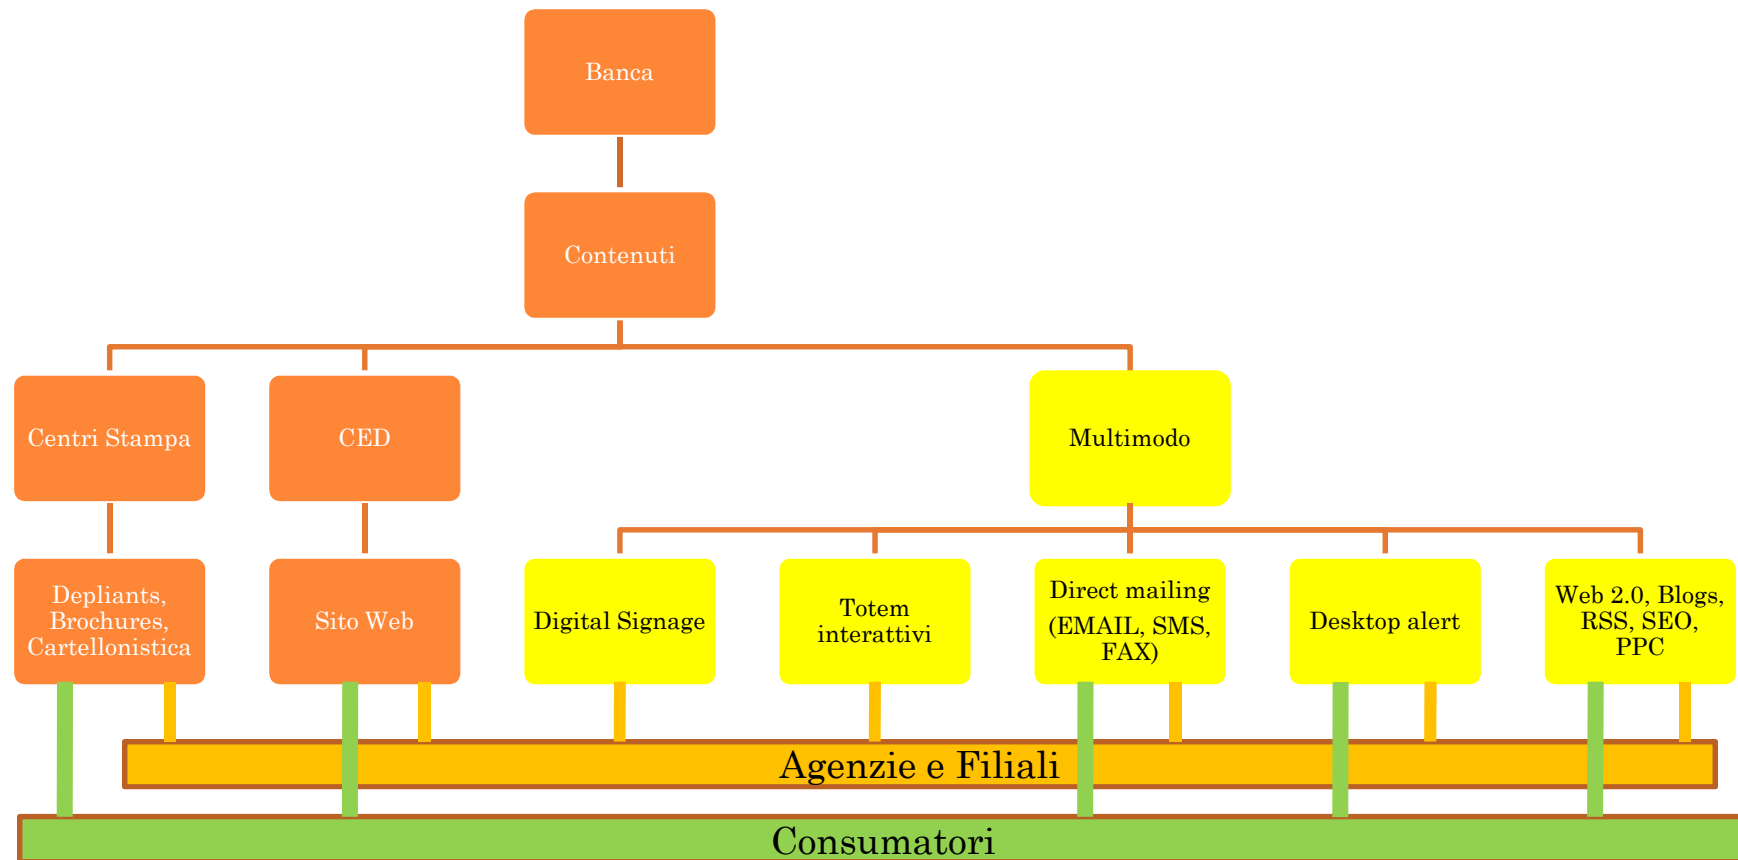 Banca
Contenuti
Centri Stampa
CED
Multimodo
Depliants,
Brochures,
Cartellonistica
Sito Web
Digital Signage
Totem
interattivi
Direct mailing
(EMAIL, SMS,
FAX)
Desktop alert
Web 2.0, Blogs,
RSS, SEO,
PPC
Agenzie e Filiali
Consumatori